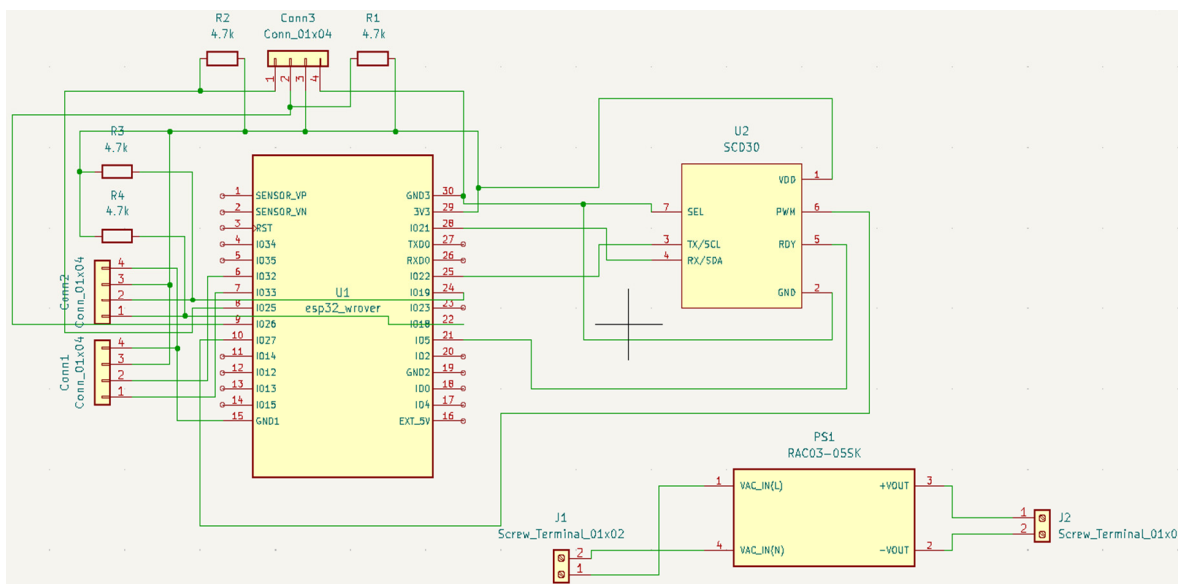 R2
4.7k
Conn3
Conn_01x04
R1
4.7k
1
2
3
4
R3
4.7k
R4
4.7k
Conn2
Conn_01x04
4
3
2
1
Conn1
Conn_01x04
4
3
2
1
U1
esp32_wrover
1 SENSOR_VP
2 SENSOR_VN
3 RST
4 IO34
5 IO35
6 IO32
7 IO33
8 IO25
9 IO26
10 IO27
11 IO14
12 IO12
13 IO13
14 IO15
15 GND1
GND3 30
3V3 29
IO21 28
TXD0 27
RXD0 26
IO22 25
IO19 24
IO23 23
IO18 22
IO5 21
IO2 20
GND2 19
IO0 18
IO4 17
EXT_5V 16
U2
SCD30
7 SEL
3 TX/SCL
4 RX/SDA
VDD 1
PWM 6
RDY 5
GND 2
PS1
RAC03-05SK
1 VAC_IN(L)
4 VAC_IN(N)
+VOUT 3
-VOUT 2
J1
Screw_Terminal_01x02
2
1
J2
Screw_Terminal_01x0
1
2